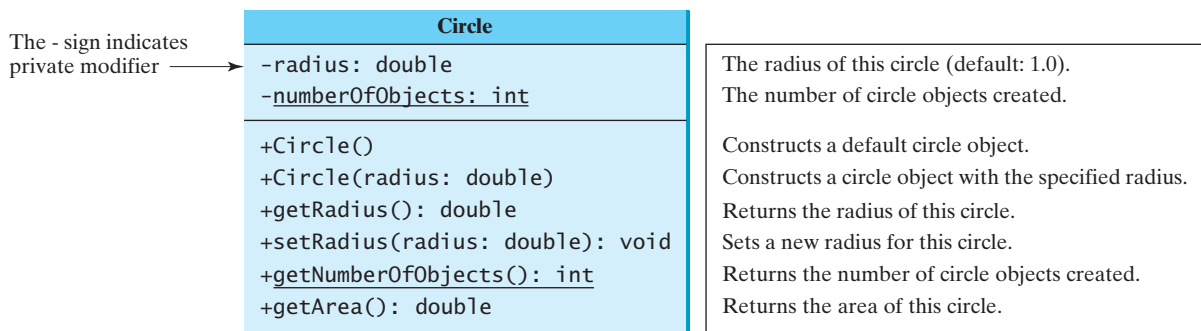 Circle
The - sign indicates
private modifier
-radius: double
The radius of this circle (default: 1.0).
-numberOfObjects: int
The number of circle objects created.
+Circle()
Constructs a default circle object.
+Circle(radius: double)
Constructs a circle object with the specified radius.
+getRadius(): double
Returns the radius of this circle.
+setRadius(radius: double): void
Sets a new radius for this circle.
+getNumberOfObjects(): int
Returns the number of circle objects created.
+getArea(): double
Returns the area of this circle.